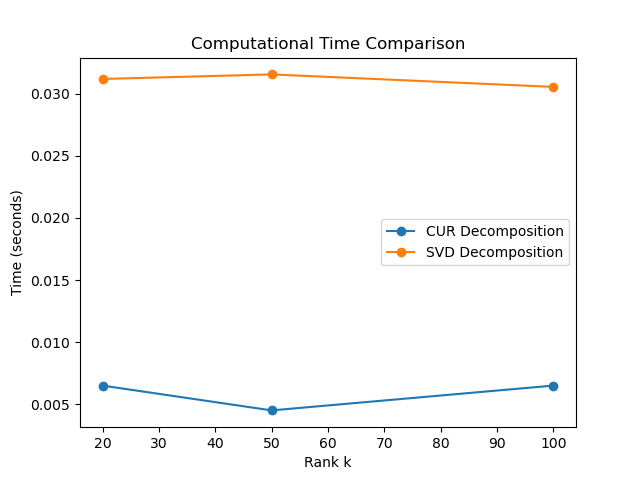 Computational Time Comparison
Time (seconds)
0.030
0.025
0.020
0.015
0.010
0.005
CUR Decomposition
SVD Decomposition
20 30 40 50 60 70 80 90 100
Rank k